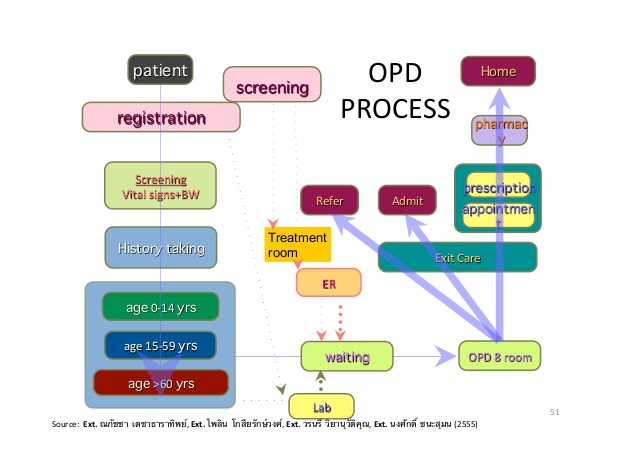 OPD
PROCESS
patient
screening
registration
Home
pharmac
y
Screening
Vital signs+BW
prescription
appointmen
t
Refer
Admit
History taking
Treatment
room
Exit Care
ER
age 0-14 yrs
age 15-59 yrs
age >60 yrs
waiting
OPD 8 room
Lab
51
Source: Ext. ณภัชชา เดชาธาราทิพย์, Ext. ไพลิน โกสียรักษ์วงศ์, Ext. วรนรี วิยานุวัติคุณ, Ext. นงศักดิ์ ชนะสุมน (2555)